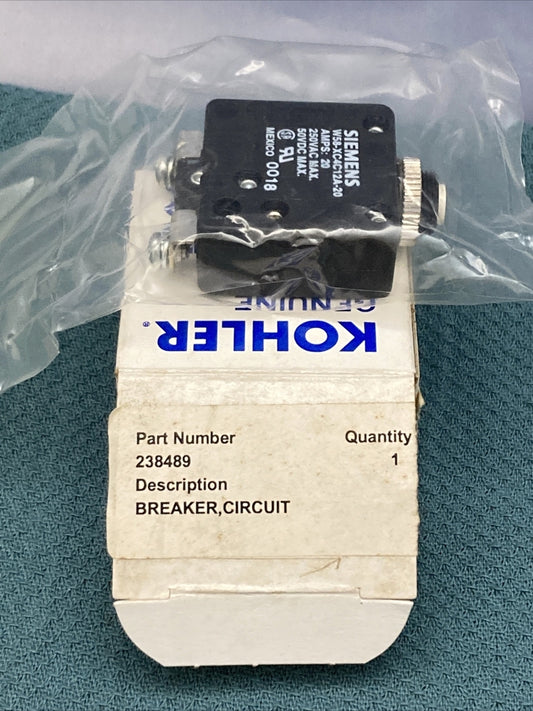 SIEMENS
W58-XC4C12A-20
AMPS: 20
250VAC MAX.
50VDC MAX.
MEXICO 0018
GENUINE
KOHLER®
Part Number Quantity
238489 1
Description
BREAKER,CIRCUIT